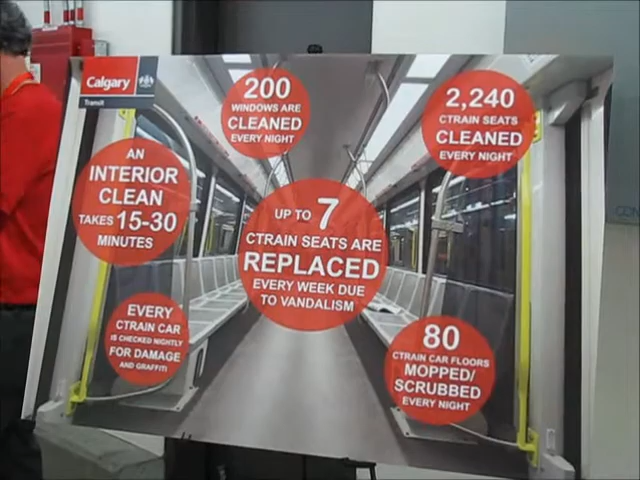 Calgary
Transit
200
WINDOWS ARE
CLEANED
EVERY NIGHT
2,240
CTRAIN SEATS
CLEANED
EVERY NIGHT
AN
INTERIOR
CLEAN
TAKES 15-30
MINUTES
UP TO 7
CTRAIN SEATS ARE
REPLACED
EVERY WEEK DUE
TO VANDALISM
EVERY
CTRAIN CAR
IS CHECKED NIGHTLY
FOR DAMAGE
AND GRAFFITI
80
CTRAIN CAR FLOORS
MOPPED/
SCRUBBED
EVERY NIGHT